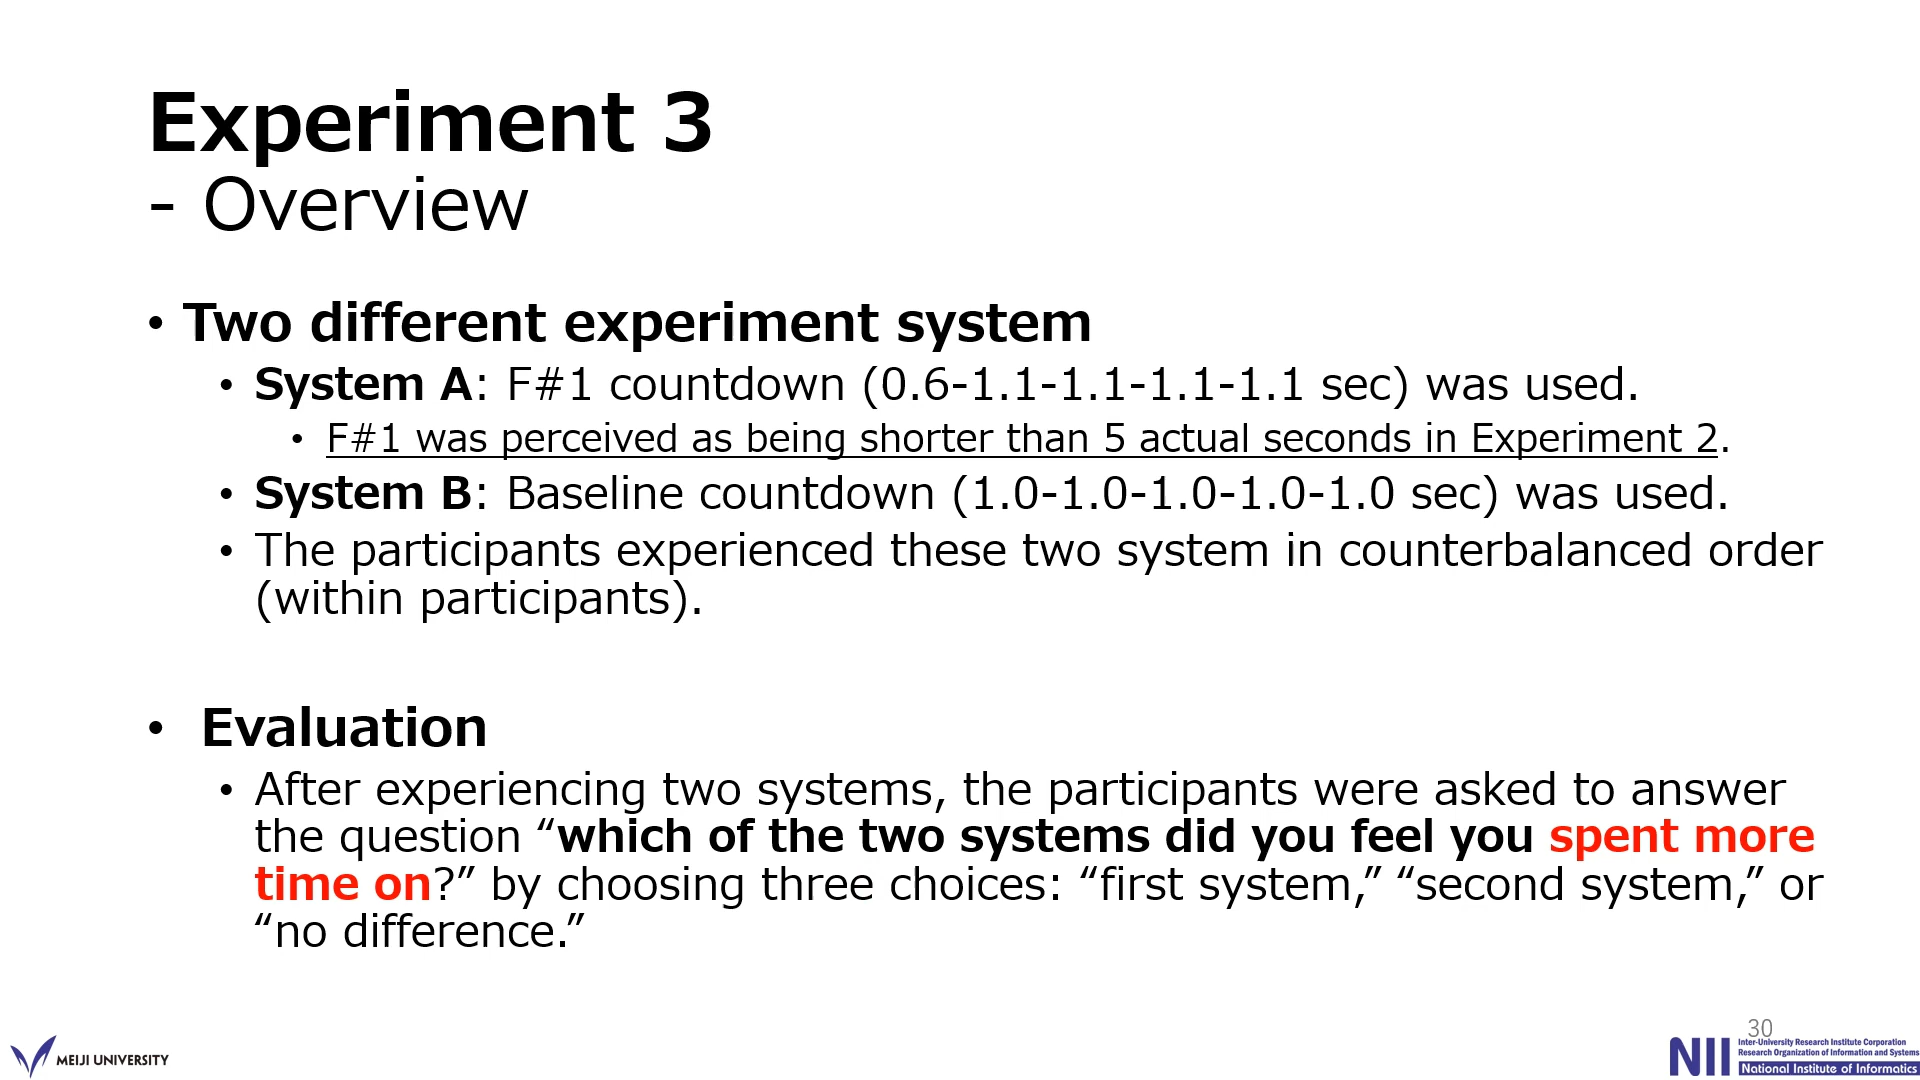 Experiment 3
- Overview
• Two different experiment system
• System A: F#1 countdown (0.6-1.1-1.1-1.1-1.1 sec) was used.
• F#1 was perceived as being shorter than 5 actual seconds in Experiment 2.
• System B: Baseline countdown (1.0-1.0-1.0-1.0-1.0 sec) was used.
• The participants experienced these two system in counterbalanced order
(within participants).
• Evaluation
• After experiencing two systems, the participants were asked to answer
the question “which of the two systems did you feel you spent more
time on?” by choosing three choices: “first system,” “second system,” or
“no difference.”
MEIJI UNIVERSITY
30
NII
Inter-University Research Institute Corporation
Research Organization of Information and Systems
National Institute of Informatics